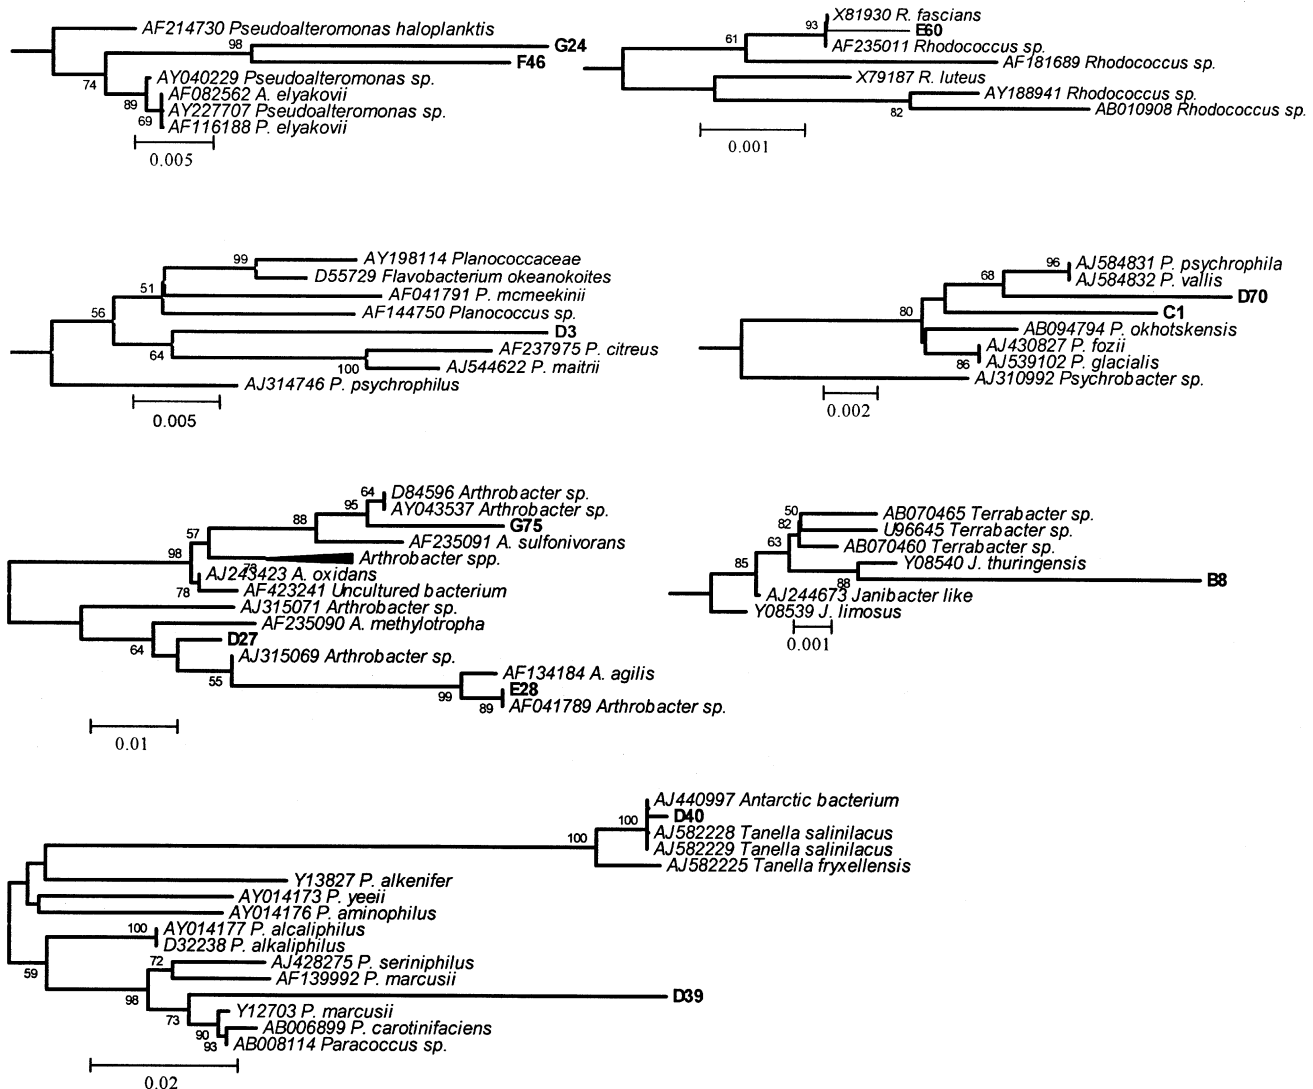 AF214730 Pseudoalteromonas haloplanktis
98
G24
F46
74
AY040229 Pseudoalteromonas sp.
AF082562 A. elyakovii
89
AY227707 Pseudoalteromonas sp.
69
AF116188 P. elyakovii
0.005
X81930 R. fascians
93
E60
61
AF235011 Rhodococcus sp.
AF181689 Rhodococcus sp.
X79187 R. luteus
AY188941 Rhodococcus sp.
82
AB010908 Rhodococcus sp.
0.001
99
AY198114 Planococcaceae
D55729 Flavobacterium okeanokoites
51
AF041791 P. mcmeekinii
56
AF144750 Planococcus sp.
D3
64
AF237975 P. citreus
100
AJ544622 P. maitrii
AJ314746 P. psychrophilus
0.005
96
AJ584831 P. psychrophila
68
AJ584832 P. vallis
D70
80
C1
AB094794 P. okhotskensis
AJ430827 P. fozii
86
AJ539102 P. glacialis
AJ310992 Psychrobacter sp.
0.002
64
D84596 Arthrobacter sp.
95
AY043537 Arthrobacter sp.
88
G75
57
AF235091 A. sulfonivorans
98
Arthrobacter spp.
73
AJ243423 A. oxidans
78
AF423241 Uncultured bacterium
AJ315071 Arthrobacter sp.
AF235090 A. methylotropha
D27
64
AJ315069 Arthrobacter sp.
55
AF134184 A. agilis
99
E28
89
AF041789 Arthrobacter sp.
0.01
50
AB070465 Terrabacter sp.
82
U96645 Terrabacter sp.
63
AB070460 Terrabacter sp.
85
Y08540 J. thuringensis
88
B8
AJ244673 Janibacter like
Y08539 J. limosus
0.001
AJ440997 Antarctic bacterium
100
D40
100
AJ582228 Tanella salinilacus
AJ582229 Tanella salinilacus
AJ582225 Tanella fryxellensis
Y13827 P. alkenifer
AY014173 P. yeeii
AY014176 P. aminophilus
100
AY014177 P. alcaliphilus
D32238 P. alkaliphilus
59
72
AJ428275 P. seriniphilus
AF139992 P. marcusii
98
D39
73
Y12703 P. marcusii
90
AB006899 P. carotinifaciens
93
AB008114 Paracoccus sp.
0.02